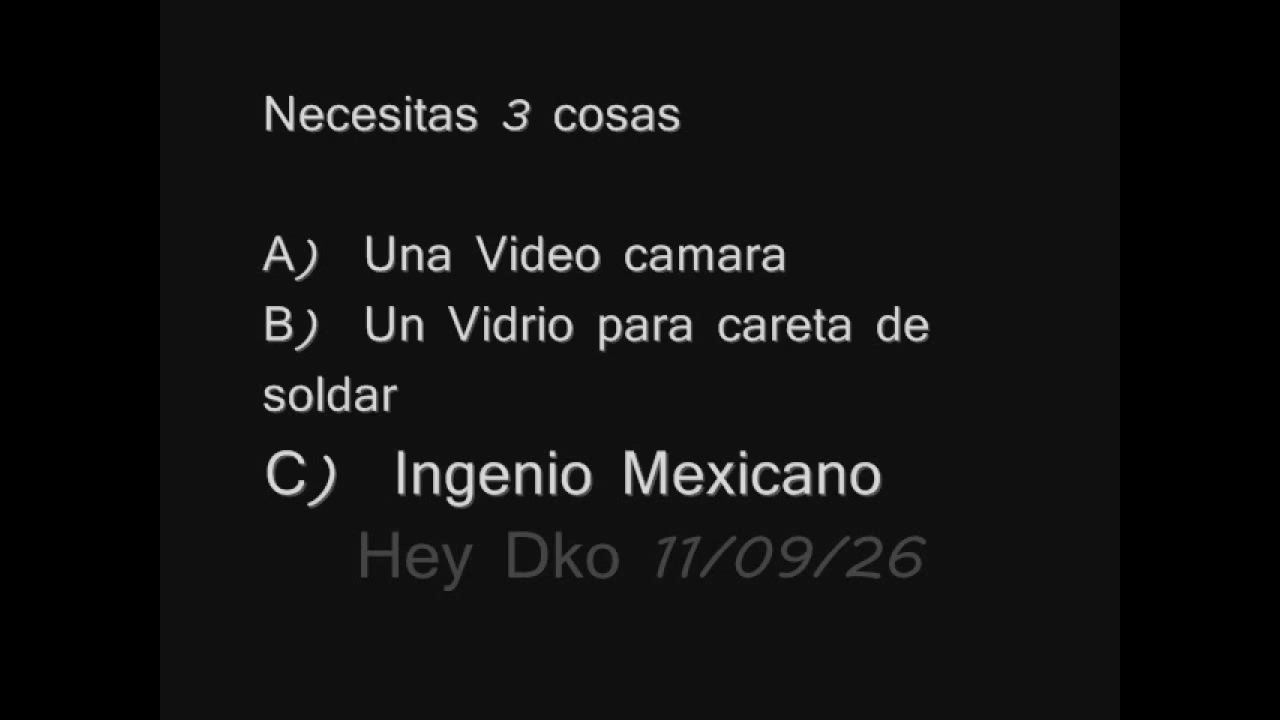 Necesitas 3 cosas
A) Una Video camara
B) Un Vidrio para careta de
soldar
C) Ingenio Mexicano
Hey Dko 11/09/26